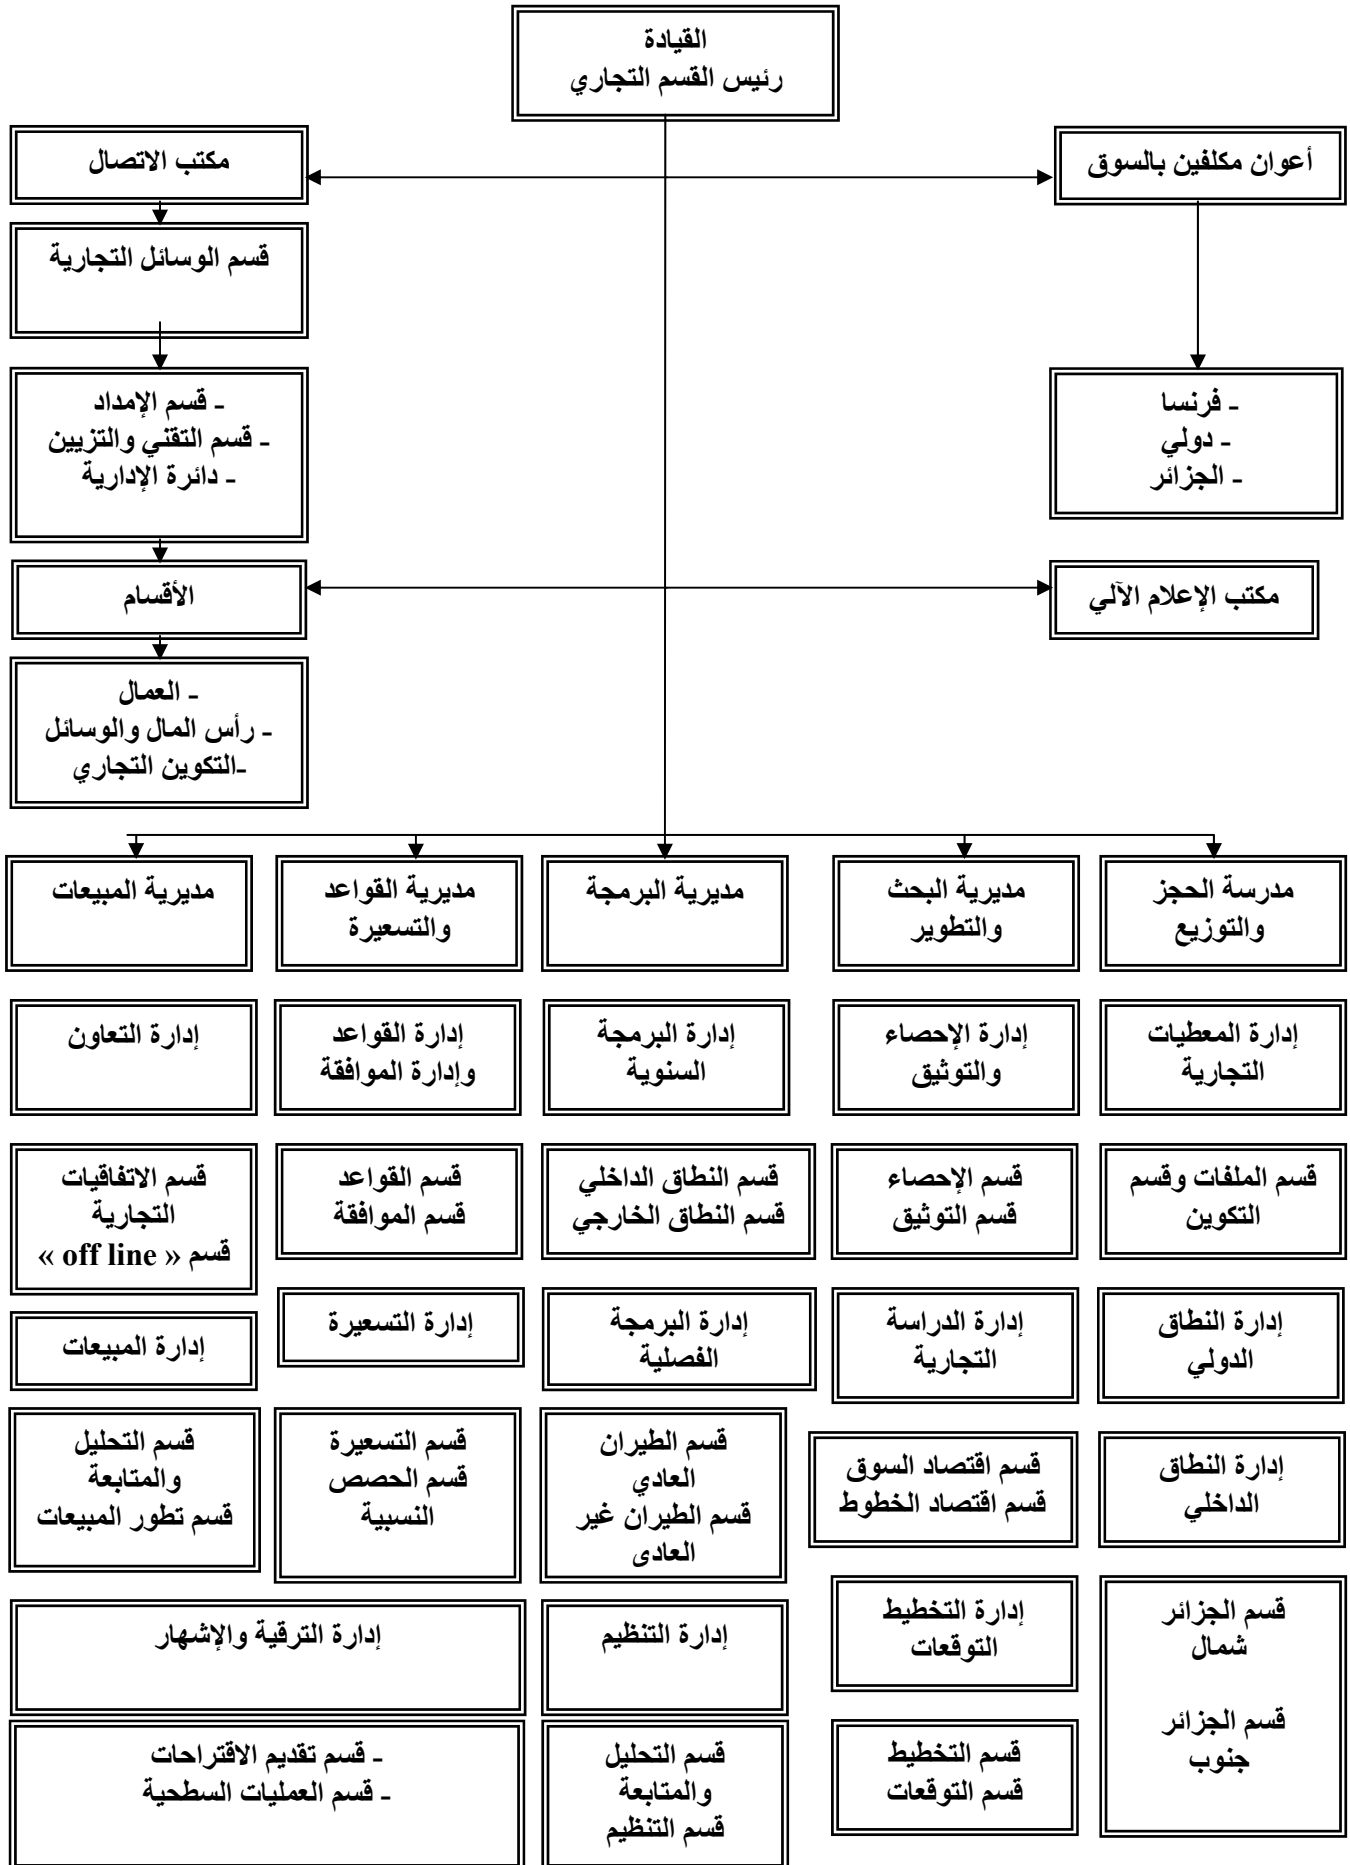 القيادة
رئيس القسم التجاري
أعوان مكلفين بالسوق
مكتب الاتصال
قسم الوسائل التجارية
- فرنسا
- دولي
- الجزائر
- قسم الإمداد
- قسم التقني والتزيين
- دائرة الإدارية
مكتب الإعلام الآلي
الأقسام
- العمال
- رأس المال والوسائل
-التكوين التجاري
مدرسة الحجز
والتوزيع
مديرية البحث
والتطوير
مديرية البرمجة
مديرية القواعد
والتسعيرة
مديرية المبيعات
إدارة المعطيات
التجارية
إدارة الإحصاء
والتوثيق
إدارة البرمجة
السنوية
إدارة القواعد
وإدارة الموافقة
إدارة التعاون
قسم الملفات وقسم
التكوين
قسم الإحصاء
قسم التوثيق
قسم النطاق الداخلي
قسم النطاق الخارجي
قسم القواعد
قسم الموافقة
قسم الاتفاقيات
التجارية
قسم « off line »
إدارة النطاق
الدولي
إدارة الدراسة
التجارية
إدارة البرمجة
الفصلية
إدارة التسعيرة
إدارة المبيعات
إدارة النطاق
الداخلي
قسم اقتصاد السوق
قسم اقتصاد الخطوط
قسم الطيران
العادي
قسم الطيران غير
العادى
قسم التسعيرة
قسم الحصص
النسبية
قسم التحليل
والمتابعة
قسم تطور المبيعات
قسم الجزائر
شمال
قسم الجزائر
جنوب
إدارة التخطيط
التوقعات
إدارة التنظيم
إدارة الترقية والإشهار
قسم التخطيط
قسم التوقعات
قسم التحليل
والمتابعة
قسم التنظيم
- قسم تقديم الاقتراحات
- قسم العمليات السطحية